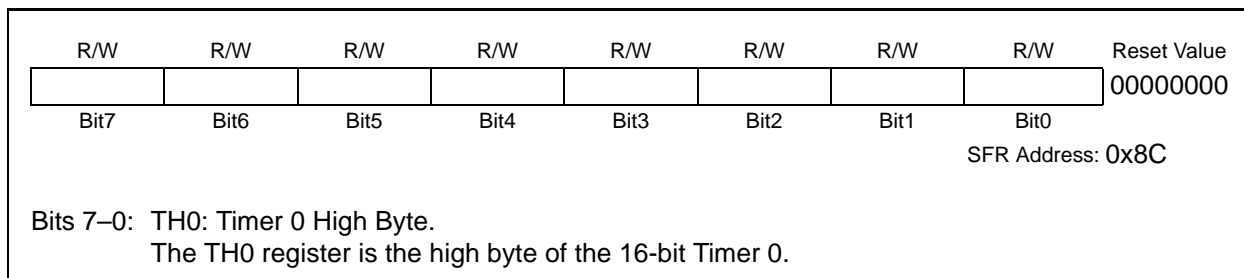 R/W R/W R/W R/W R/W R/W R/W R/W Reset Value
00000000
Bit7 Bit6 Bit5 Bit4 Bit3 Bit2 Bit1 Bit0
SFR Address: 0x8C
Bits 7–0: TH0: Timer 0 High Byte.
The TH0 register is the high byte of the 16-bit Timer 0.